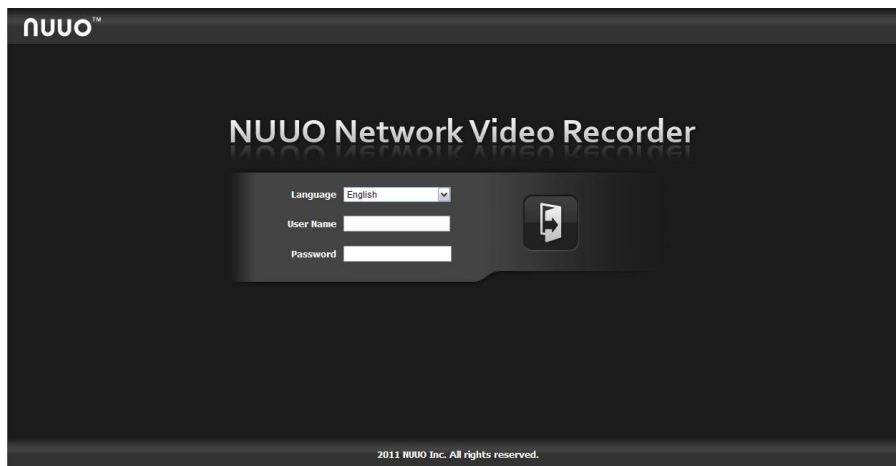 nuuo™
NUUO Network Video Recorder
Language English
User Name
Password
2011 NUUO Inc. All rights reserved.